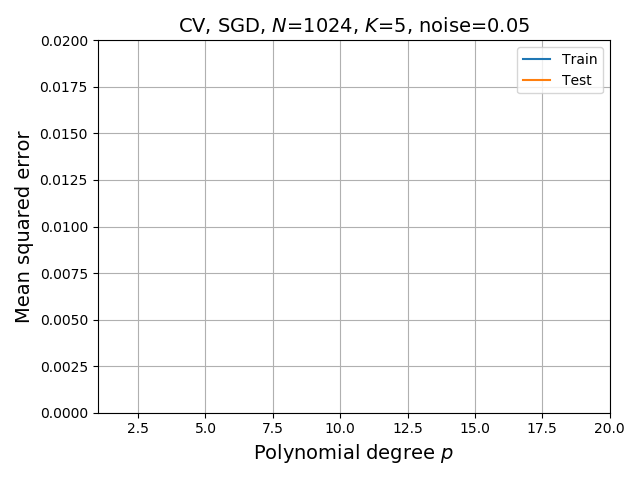 CV, SGD, N=1024, K=5, noise=0.05
Train
Test
Mean squared error
0.0200
0.0175
0.0150
0.0125
0.0100
0.0075
0.0050
0.0025
0.0000
2.5 5.0 7.5 10.0 12.5 15.0 17.5 20.0
Polynomial degree p